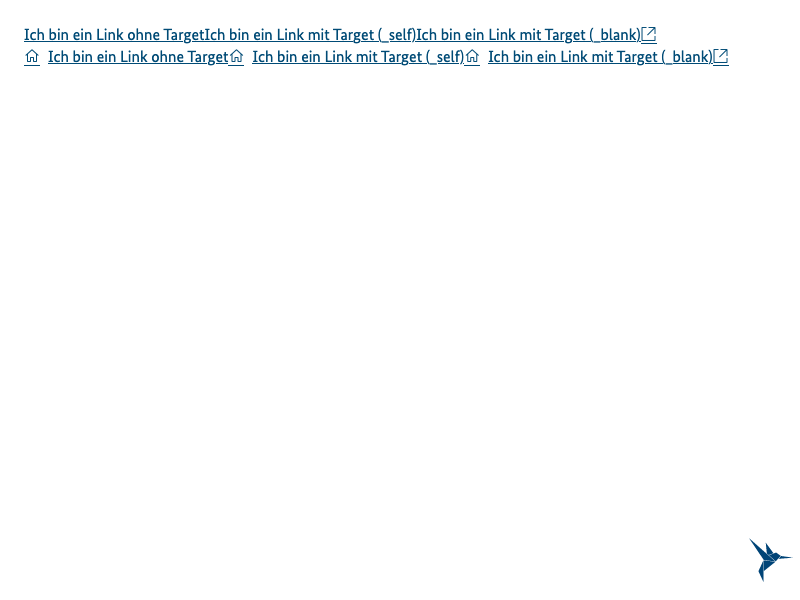 Ich bin ein Link ohne TargetIch bin ein Link mit Target (_self)Ich bin ein Link mit Target (_blank)
Ich bin ein Link ohne Target Ich bin ein Link mit Target (_self) Ich bin ein Link mit Target (_blank)